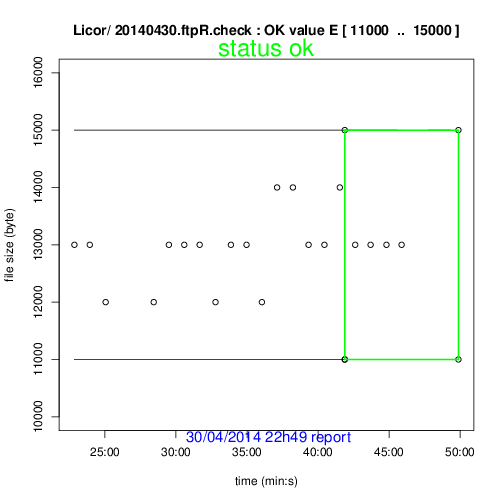 Licor/ 20140430.ftpR.check : OK value E [ 11000 .. 15000 ]
status ok
16000
15000
14000
13000
12000
11000
10000
file size (byte)
30/04/2014 22h49 report
25:00 30:00 35:00 40:00 45:00 50:00
time (min:s)